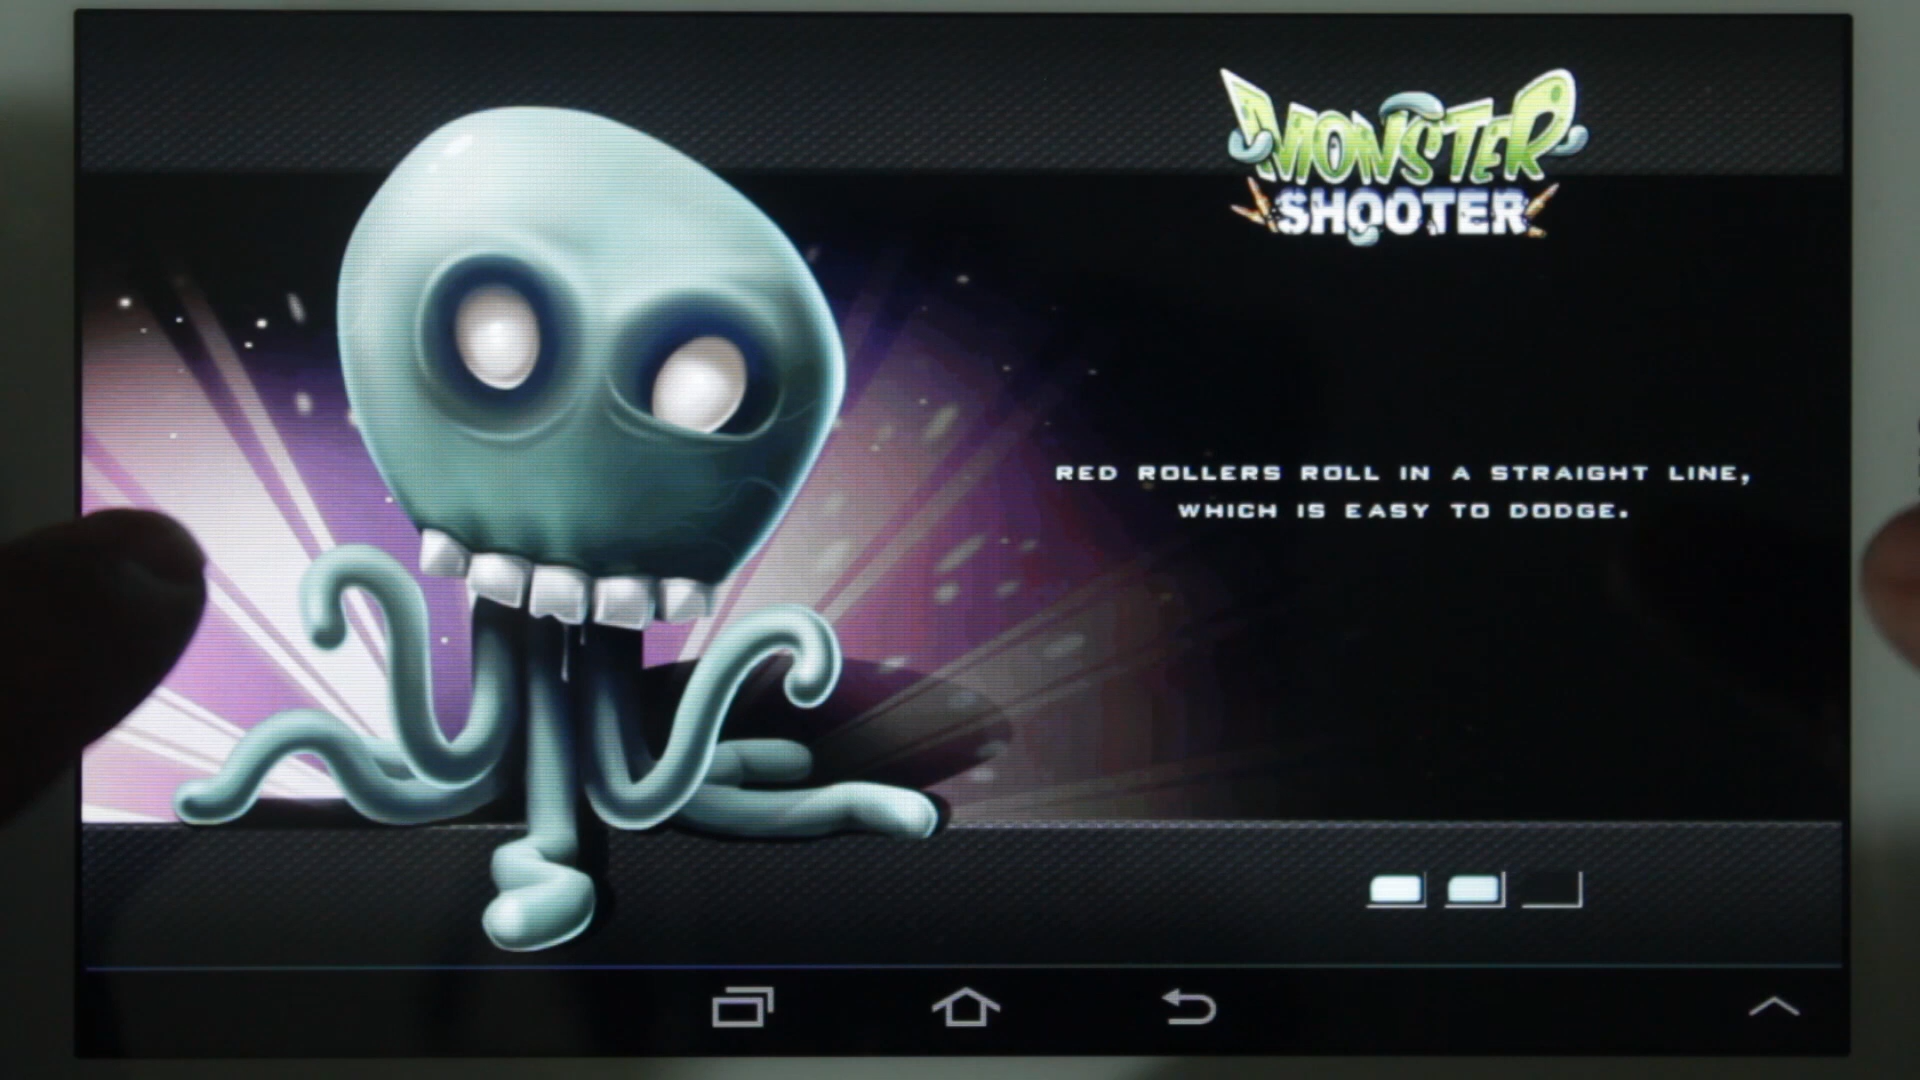 MONSTER
SHOOTER
RED ROLLERS ROLL IN A STRAIGHT LINE,
WHICH IS EASY TO DODGE.